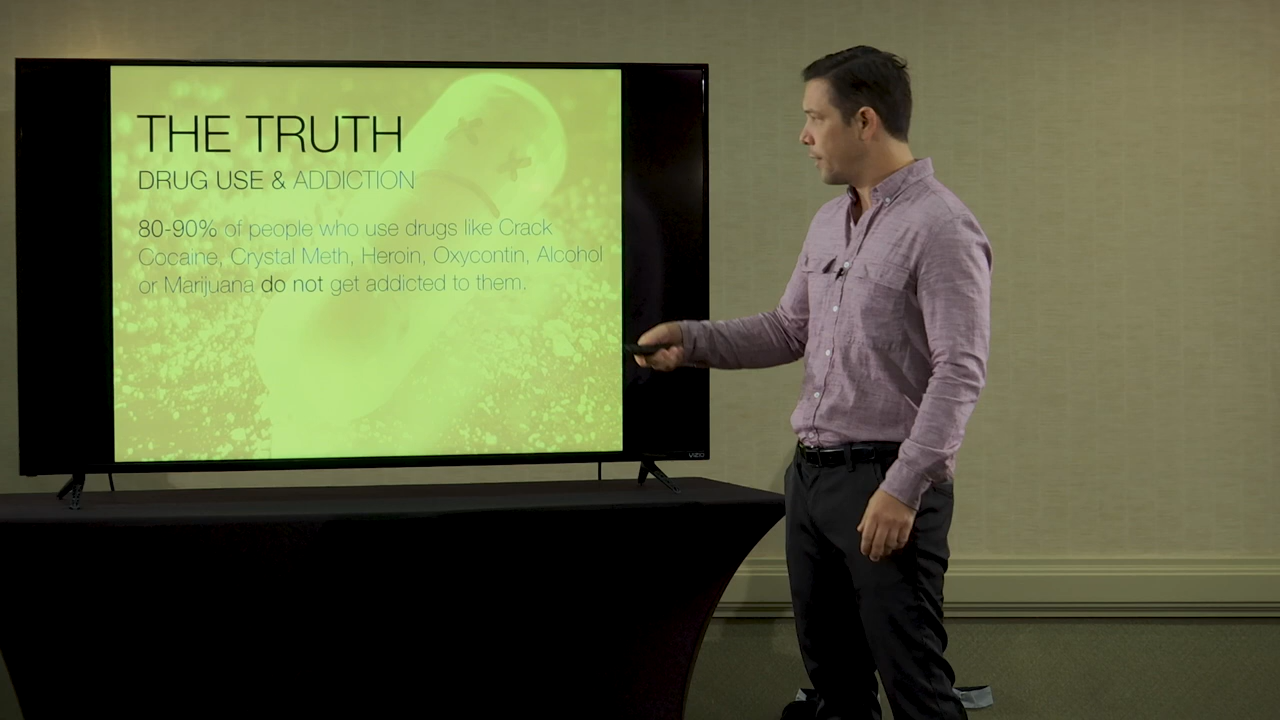 THE TRUTH
DRUG USE & ADDICTION
80-90% of people who use drugs like Crack
Cocaine, Crystal Meth, Heroin, Oxycontin, Alcohol
or Marijuana do not get addicted to them.
VIZIO